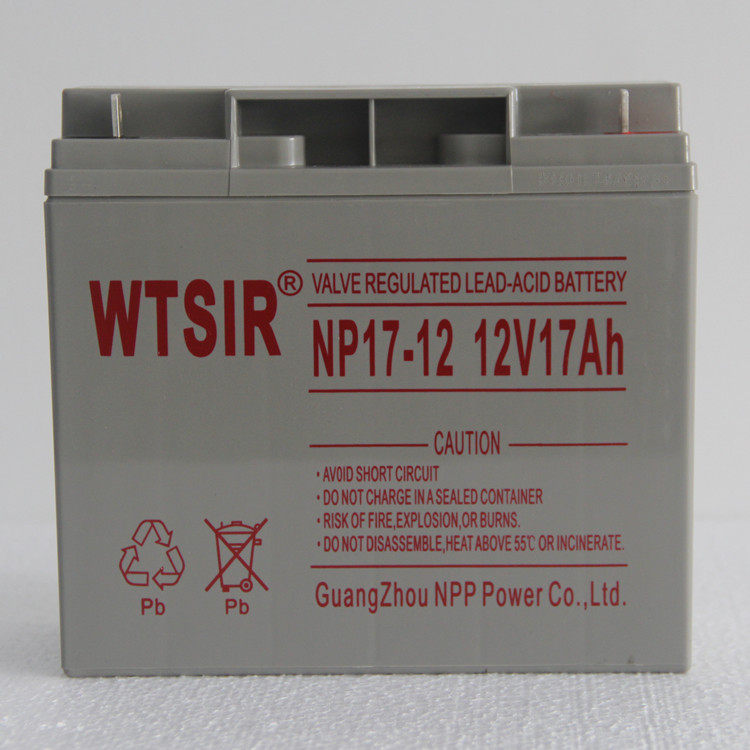 WTSIR®
VALVE REGULATED LEAD-ACID BATTERY
NP17-12 12V17Ah
CAUTION
• AV0ID SHORT CIRCUIT
• DO NOT CHARGE IN A SEALED CONTAINER
• RISK OF FIRE,EXPLOSION,OR BURNS.
• DO NOT DISASSEMBLE,HEAT ABOVE 55℃ OR INCINERATE.
Pb
Pb
GuangZhou NPP Power Co.,Ltd.